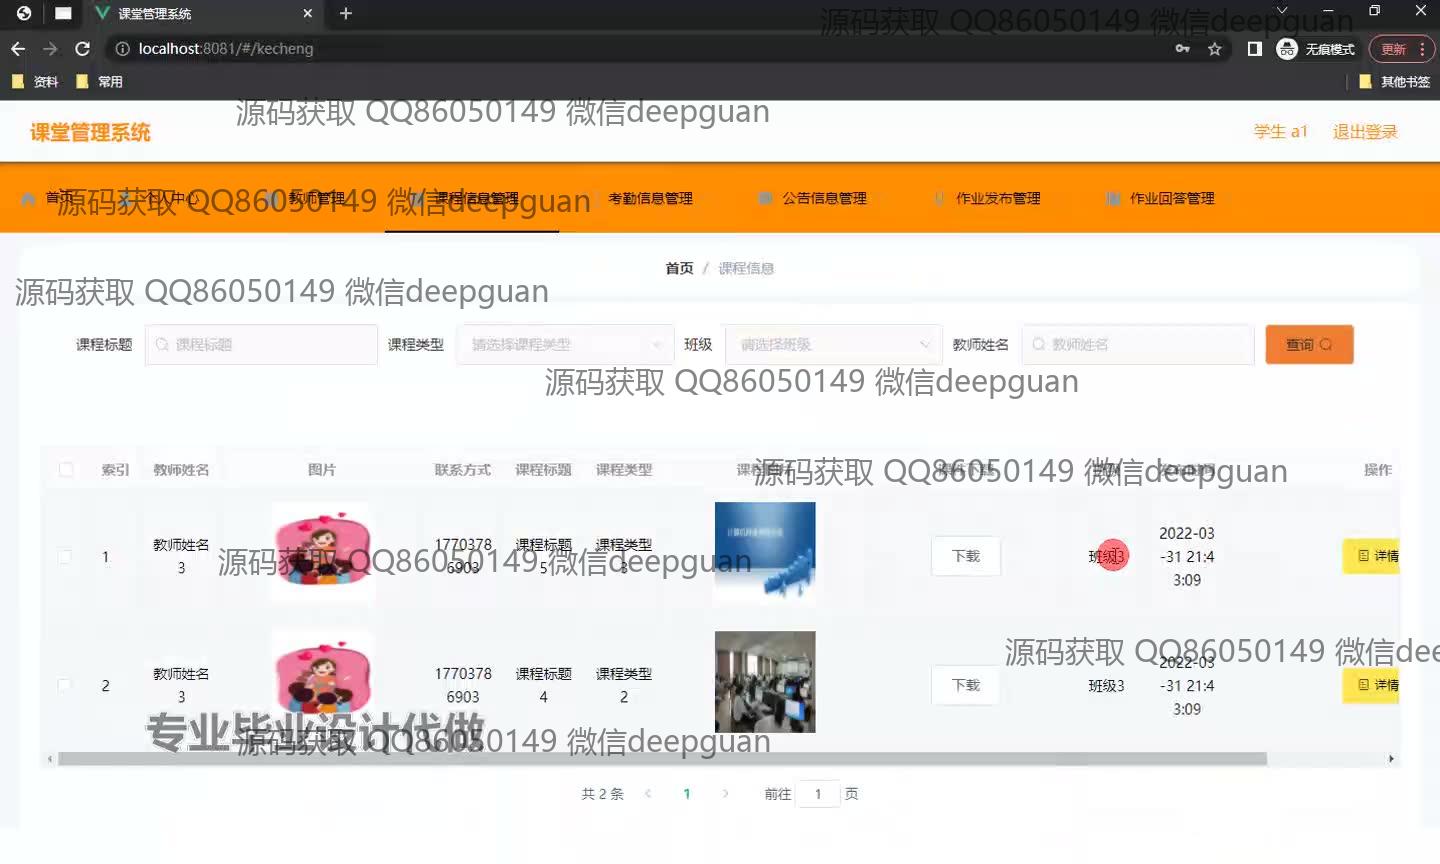 课堂管理系统
源码获取 QQ86050149 微信deepguan
localhost:8081/#/kecheng
无痕模式
更新
资料
常用
其他书签
源码获取 QQ86050149 微信deepguan
课堂管理系统
学生 a1
退出登录
首页
个人中心
教师管理
课程信息管理
考勤信息管理
公告信息管理
作业发布管理
作业回答管理
源码获取 QQ86050149 微信deepguan
首页 / 课程信息
源码获取 QQ86050149 微信deepguan
课程标题 课程标题 课程类型 请选择课程类型 班级 请选择班级 教师姓名 教师姓名 查询
源码获取 QQ86050149 微信deepguan
索引 教师姓名 图片 联系方式 课程标题 课程类型 操作
源码获取 QQ86050149 微信deepguan
1
教师姓名
3
1770378
6903
课程标题
5
课程类型
3
下载
班级3
2022-03
-31 21:4
3:09
详情
源码获取 QQ86050149 微信deepguan
2
教师姓名
3
1770378
6903
课程标题
4
课程类型
2
下载
班级3
2022-03
-31 21:4
3:09
详情
源码获取 QQ86050149 微信dee
专业毕业设计代做
源码获取 QQ86050149 微信deepguan
共 2 条 1 前往 1 页